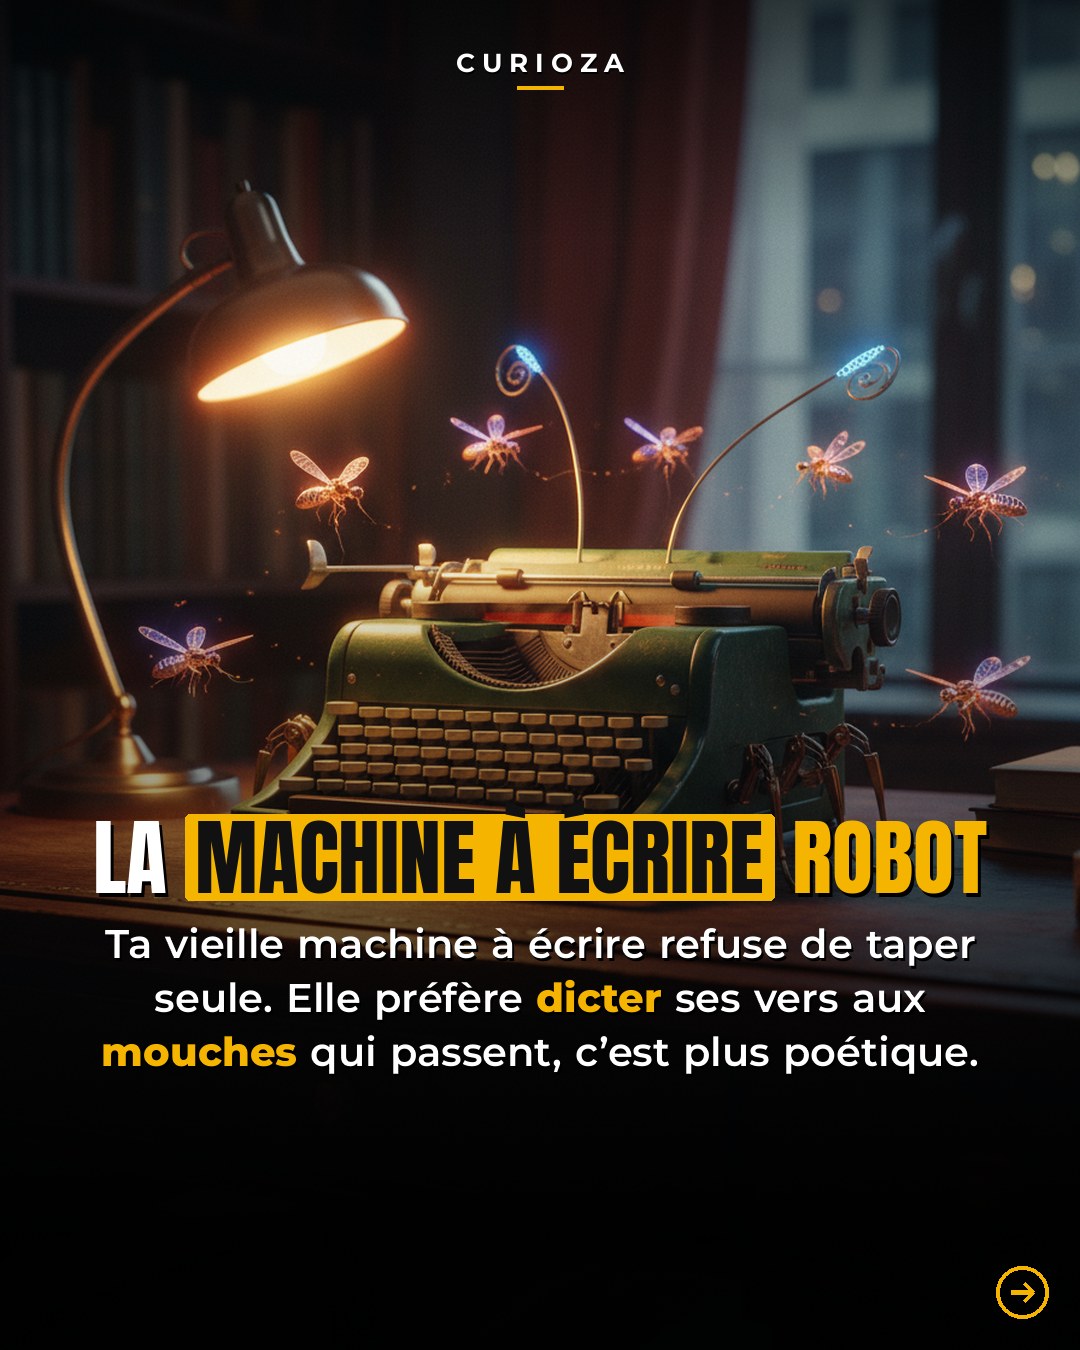 CURIOZA
LA MACHINE À ÉCRIRE ROBOT
Ta vieille machine à écrire refuse de taper
seule. Elle préfère dicter ses vers aux
mouches qui passent, c’est plus poétique.